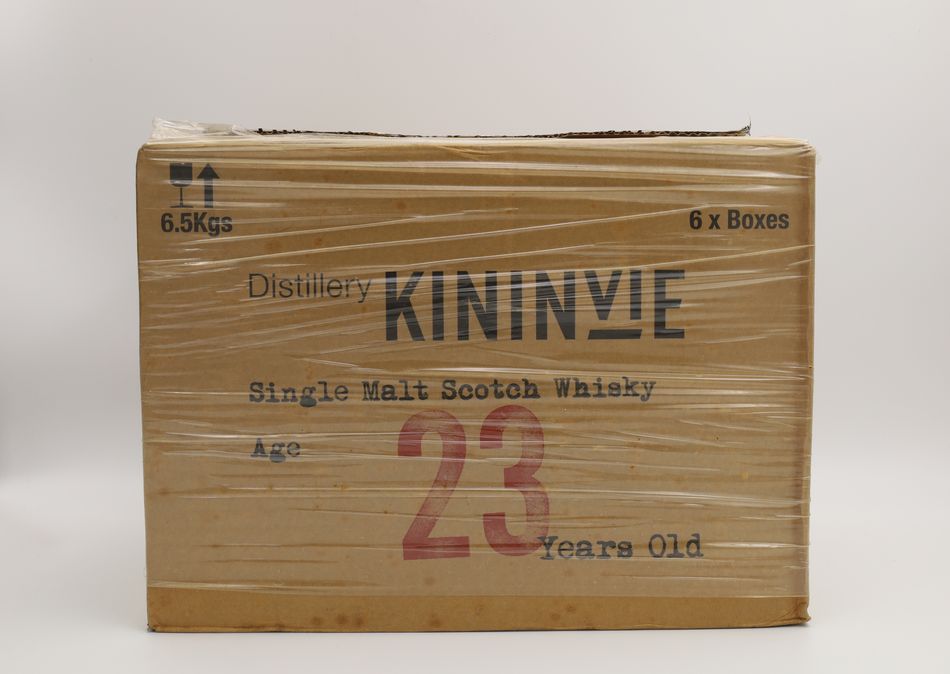 6.5Kgs
6 x Boxes
Distillery KININVIE
Single Malt Scotch Whisky
Age
23
Years Old